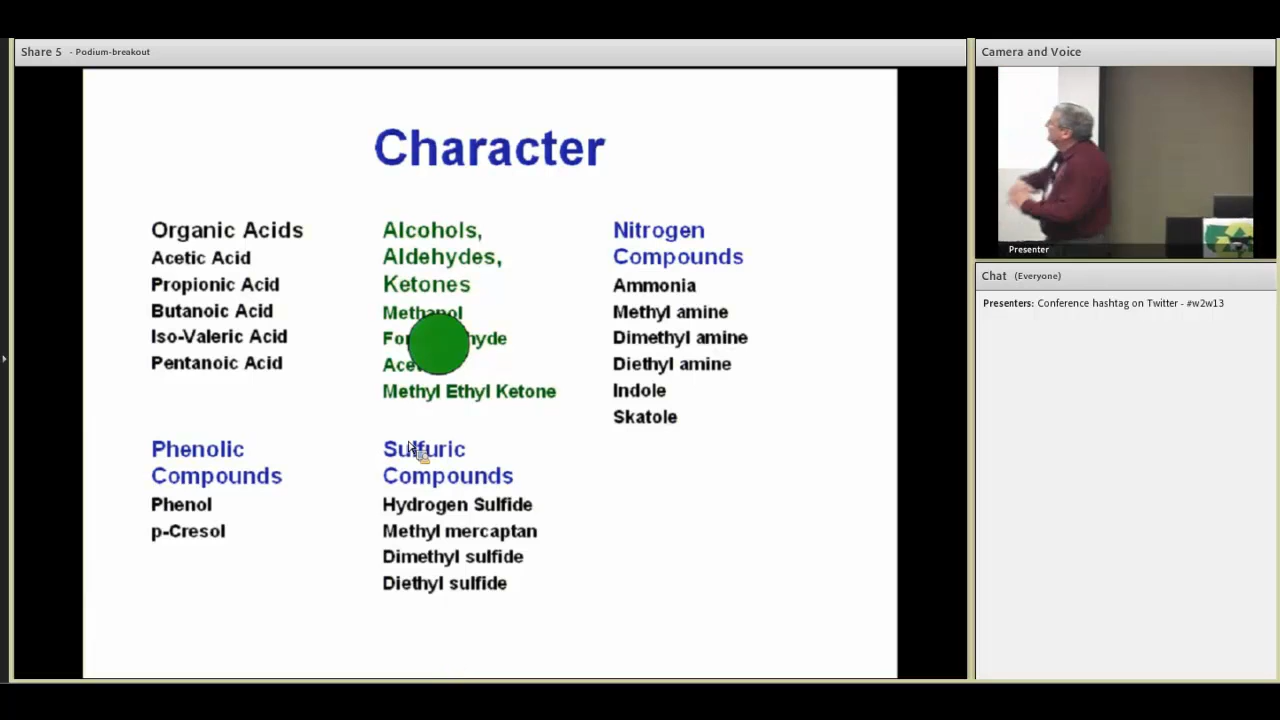 Share 5 - Podium-breakout
Character
Organic Acids
Acetic Acid
Propionic Acid
Butanoic Acid
Iso-Valeric Acid
Pentanoic Acid
Alcohols,
Aldehydes,
Ketones
Methanol
Methyl Ethyl Ketone
Nitrogen
Compounds
Ammonia
Methyl amine
Dimethyl amine
Diethyl amine
Indole
Skatole
Phenolic
Compounds
Phenol
p-Cresol
Sulfuric
Compounds
Hydrogen Sulfide
Methyl mercaptan
Dimethyl sulfide
Diethyl sulfide
Camera and Voice
Presenter
Chat (Everyone)
Presenters: Conference hashtag on Twitter - #w2w13